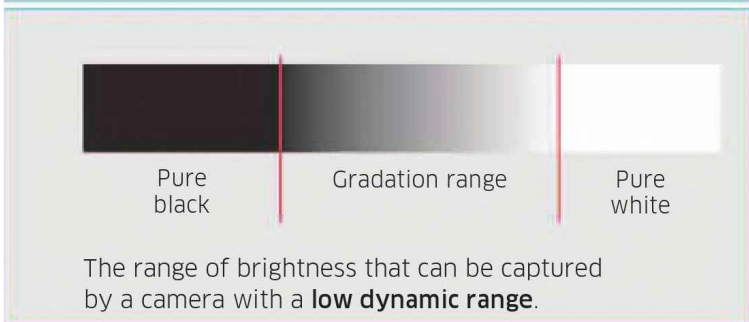 Pure
black
Gradation range
Pure
white
The range of brightness that can be captured
by a camera with a low dynamic range.